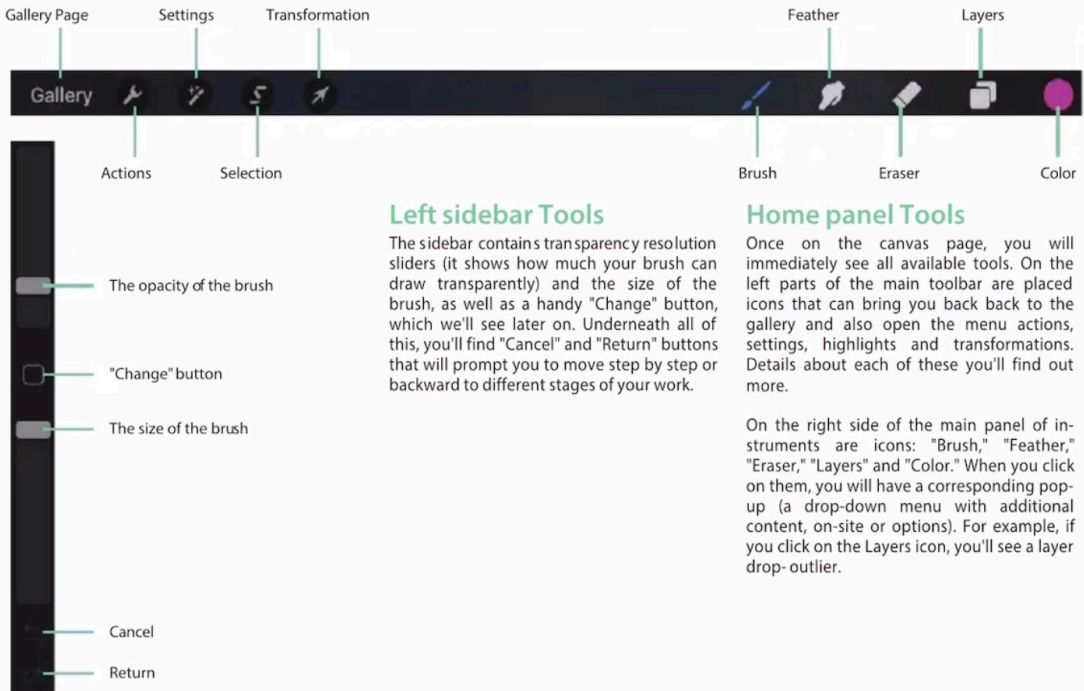 Gallery Page
Settings
Transformation
Feather
Layers
Gallery
Actions
Selection
Brush
Eraser
Color
The opacity of the brush
"Change" button
The size of the brush
Cancel
Return
Left sidebar Tools
The sidebar contains transparency resolution
sliders (it shows how much your brush can
draw transparently) and the size of the
brush, as well as a handy "Change" button,
which we'll see later on. Underneath all of
this, you'll find "Cancel" and "Return" buttons
that will prompt you to move step by step or
backward to different stages of your work.
Home panel Tools
Once on the canvas page, you will
immediately see all available tools. On the
left parts of the main toolbar are placed
icons that can bring you back back to the
gallery and also open the menu actions,
settings, highlights and transformations.
Details about each of these you'll find out
more.
On the right side of the main panel of in-
struments are icons: "Brush," "Feather,"
"Eraser," "Layers" and "Color." When you click
on them, you will have a corresponding pop-
up (a drop-down menu with additional
content, on-site or options). For example, if
you click on the Layers icon, you'll see a layer
drop- outlier.